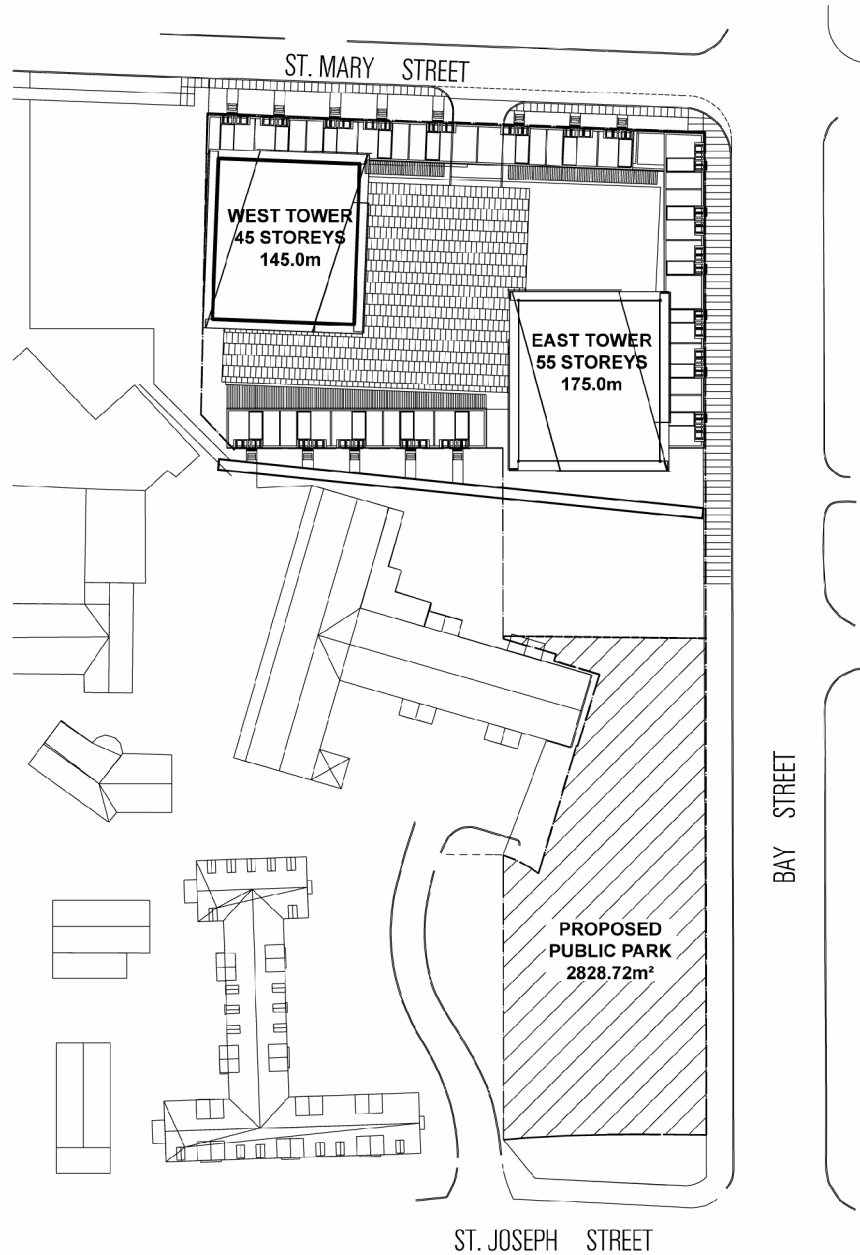 ST. MARY STREET
WEST TOWER
45 STOREYS
145.0m
EAST TOWER
55 STOREYS
175.0m
BAY STREET
PROPOSED
PUBLIC PARK
2828.72m²
ST. JOSEPH STREET